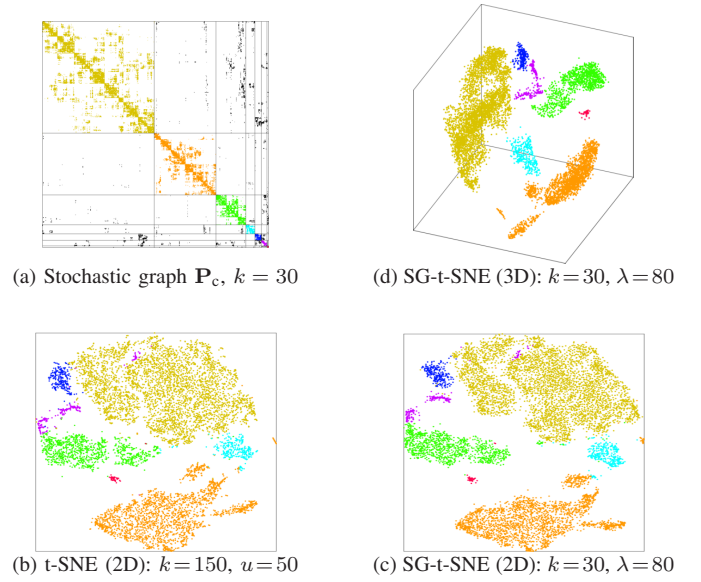 (a) Stochastic graph P_c, k = 30
(d) SG-t-SNE (3D): k=30, λ=80
(b) t-SNE (2D): k=150, u=50
(c) SG-t-SNE (2D): k=30, λ=80